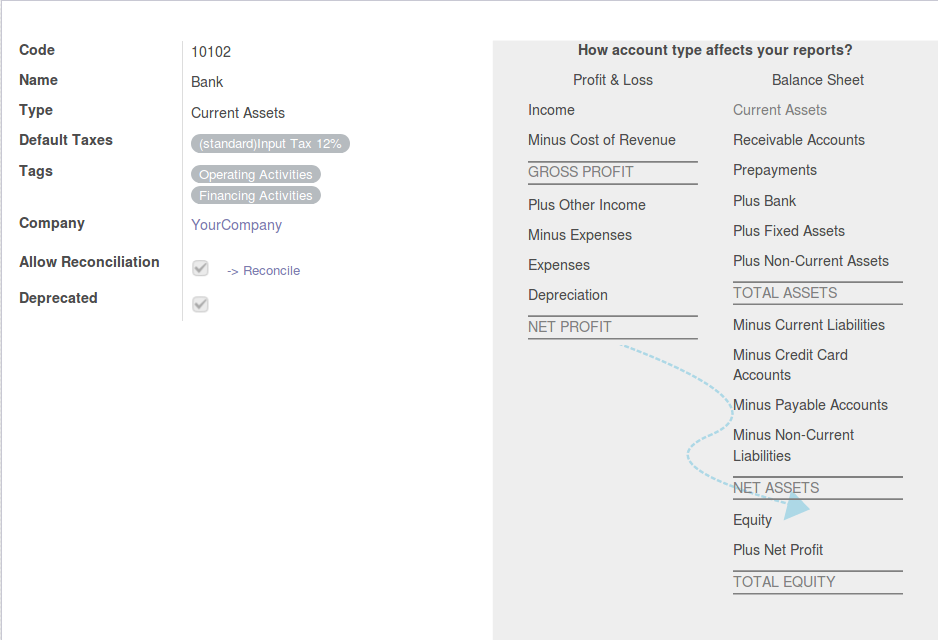 Code 10102
Name Bank
Type Current Assets
Default Taxes (standard)Input Tax 12%
Tags Operating Activities
Financing Activities
Company YourCompany
Allow Reconciliation -> Reconcile
Deprecated
How account type affects your reports?
Profit & Loss
Income
Minus Cost of Revenue
GROSS PROFIT
Plus Other Income
Minus Expenses
Expenses
Depreciation
NET PROFIT
Balance Sheet
Current Assets
Receivable Accounts
Prepayments
Plus Bank
Plus Fixed Assets
Plus Non-Current Assets
TOTAL ASSETS
Minus Current Liabilities
Minus Credit Card
Accounts
Minus Payable Accounts
Minus Non-Current
Liabilities
NET ASSETS
Equity
Plus Net Profit
TOTAL EQUITY